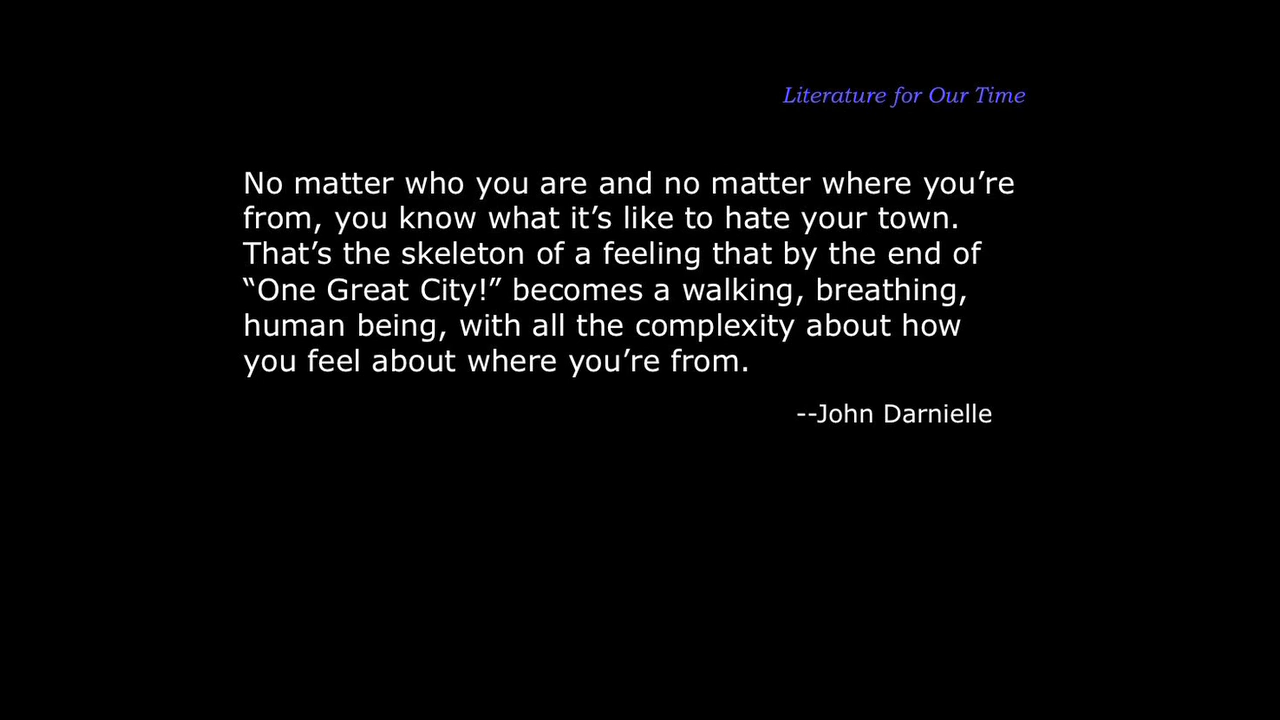 Literature for Our Time
No matter who you are and no matter where you’re
from, you know what it’s like to hate your town.
That’s the skeleton of a feeling that by the end of
“One Great City!” becomes a walking, breathing,
human being, with all the complexity about how
you feel about where you’re from.
--John Darnielle